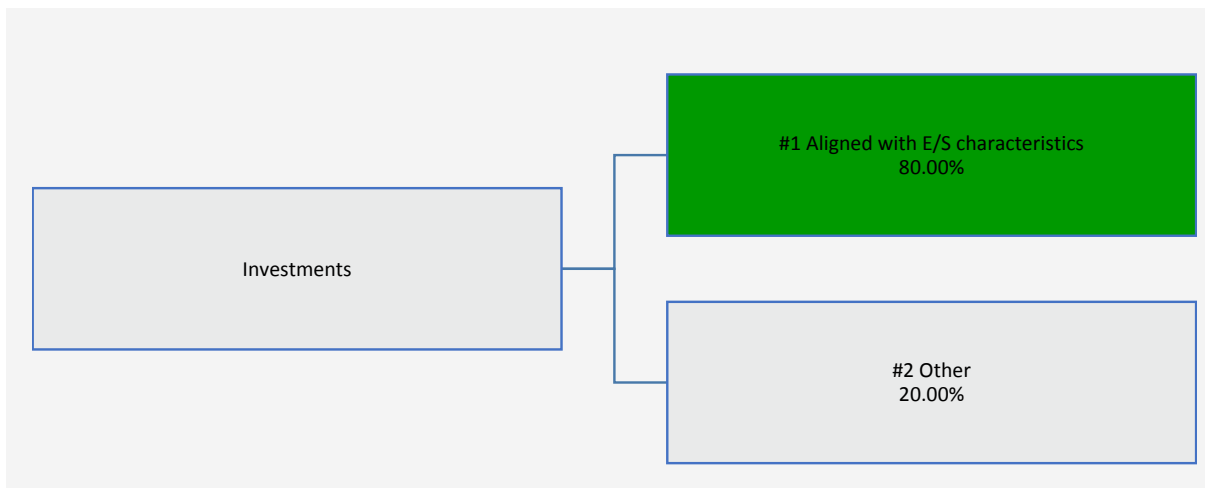 Investments
#1 Aligned with E/S characteristics
80.00%
#2 Other
20.00%